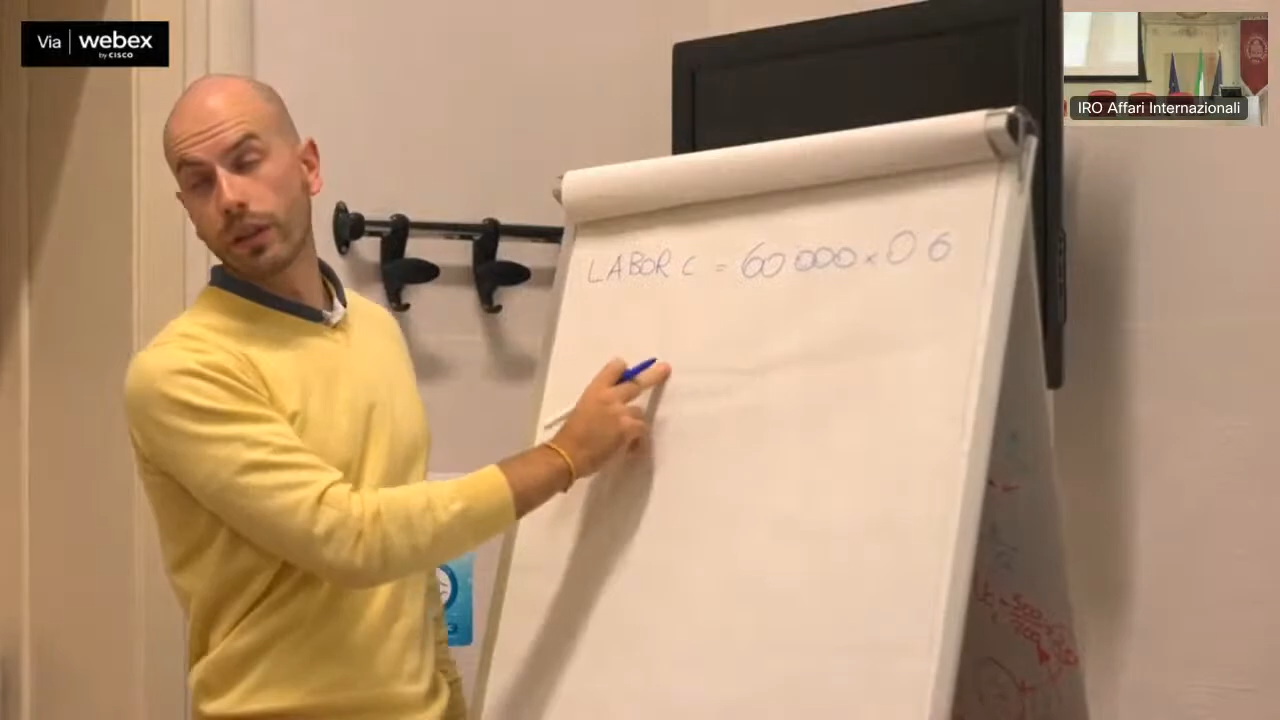 Via webex
by CISCO
IRO Affari Internazionali
LABOR C = 60 000 × 0 6